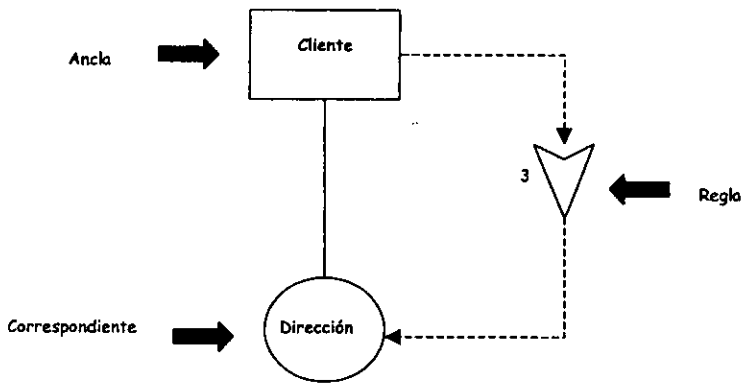 Cliente
Ancla
3
Regla
Correspondiente
Dirección